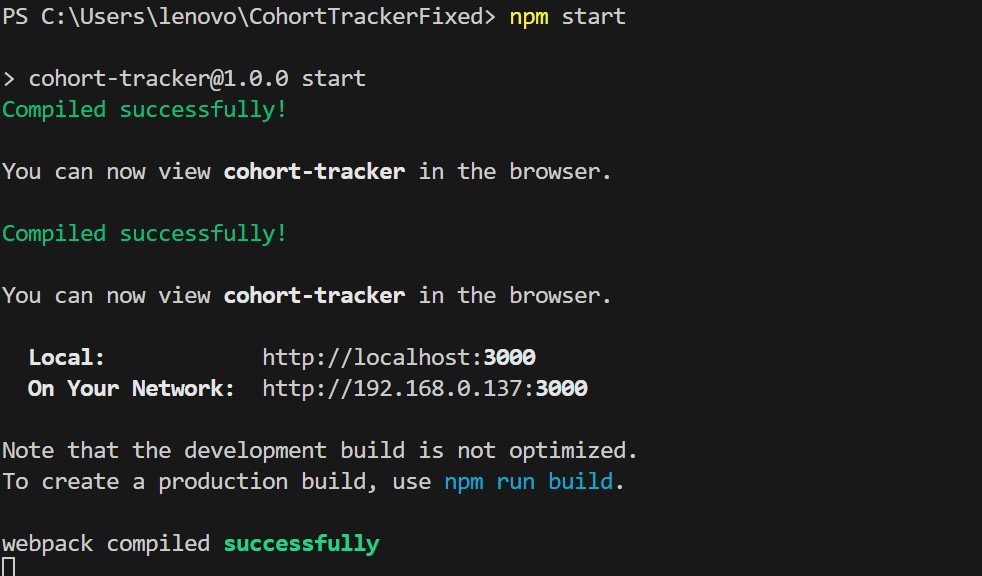 PS C:\Users\lenovo\CohortTrackerFixed> npm start
> cohort-tracker@1.0.0 start
Compiled successfully!
You can now view cohort-tracker in the browser.
Compiled successfully!
You can now view cohort-tracker in the browser.
Local: http://localhost:3000
On Your Network: http://192.168.0.137:3000
Note that the development build is not optimized.
To create a production build, use npm run build.
webpack compiled successfully